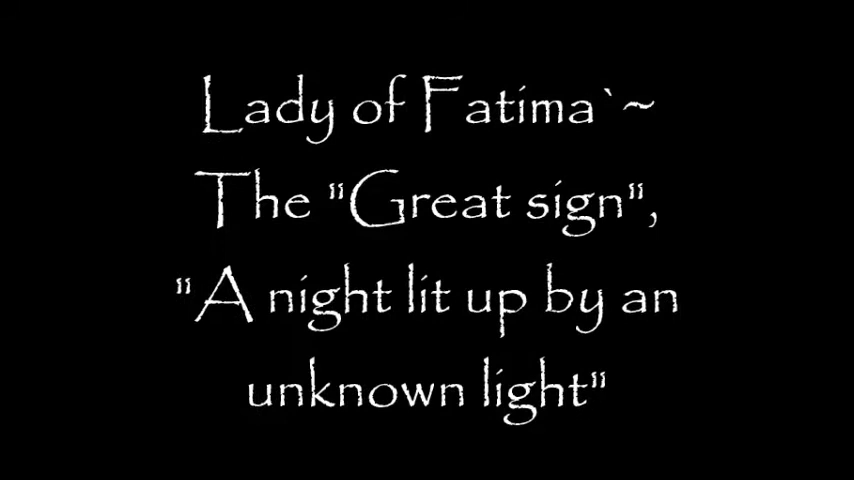 Lady of Fatima`~
The "Great sign",
"A night lit up by an
unknown light"